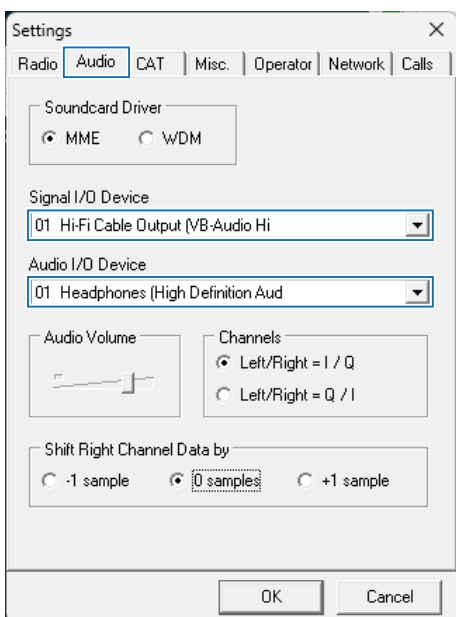 Settings
Radio Audio CAT Misc. Operator Network Calls
Soundcard Driver
MME WDM
Signal I/O Device
01 Hi-Fi Cable Output (VB-Audio Hi
Audio I/O Device
01 Headphones (High Definition Aud
Audio Volume Channels
Left/Right = I / Q
Left/Right = Q / I
Shift Right Channel Data by
-1 sample 0 samples +1 sample
OK Cancel